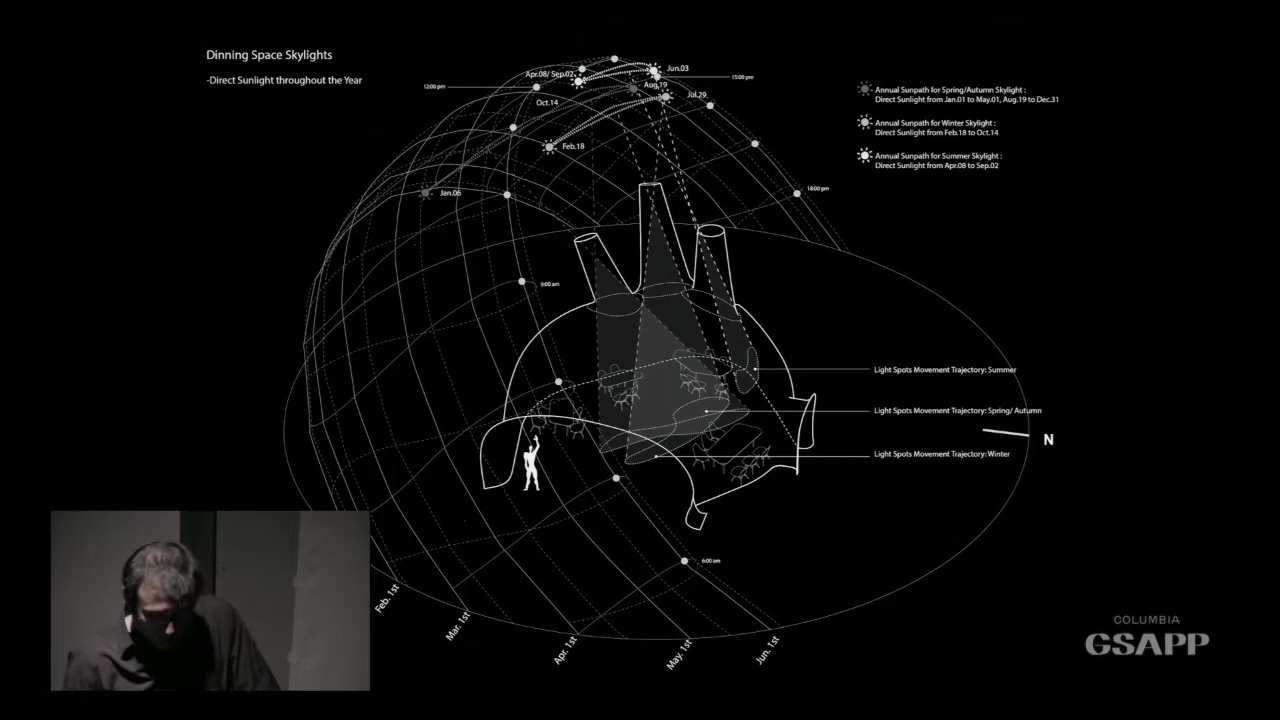 Dinning Space Skylights
-Direct Sunlight throughout the Year
Jun.03
Apr.08/ Sep.02
15:00 pm
12:00 pm
Aug.19
Jul.29
Oct.14
Feb.18
Jan.06
18:00 pm
9:00 am
6:00 am
Annual Sunpath for Spring/Autumn Skylight :
Direct Sunlight from Jan.01 to May.01, Aug.19 to Dec.31
Annual Sunpath for Winter Skylight :
Direct Sunlight from Feb.18 to Oct.14
Annual Sunpath for Summer Skylight :
Direct Sunlight from Apr.08 to Sep.02
Light Spots Movement Trajectory: Summer
Light Spots Movement Trajectory: Spring/ Autumn
Light Spots Movement Trajectory: Winter
N
Feb. 1st
Mar. 1st
Apr. 1st
May. 1st
Jun. 1st
COLUMBIA
GSAPP